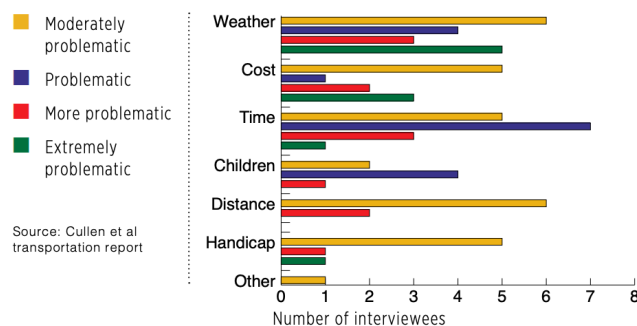 Moderately
problematic
Problematic
More problematic
Extremely
problematic
Source: Cullen et al
transportation report
Weather
Cost
Time
Children
Distance
Handicap
Other
0 1 2 3 4 5 6 7 8
Number of interviewees